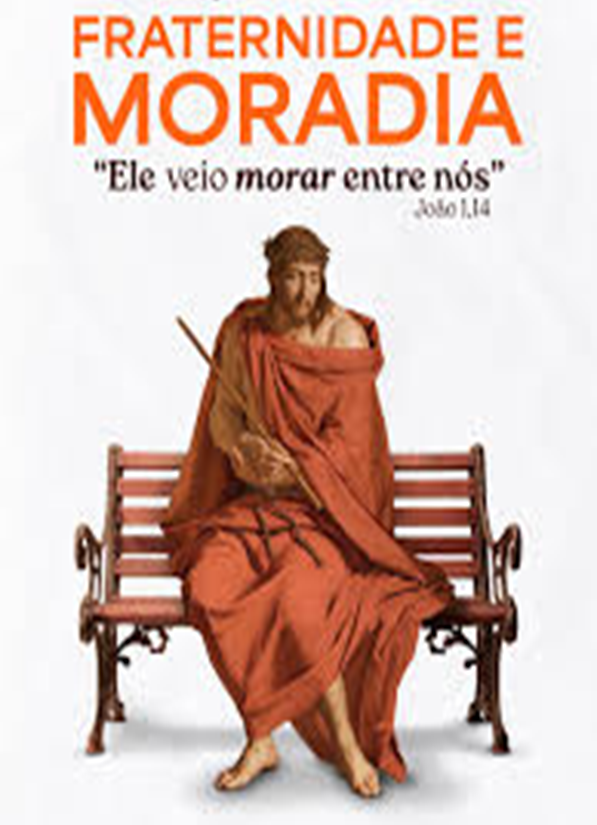 FRATERNIDADE E
MORADIA
"Ele veio morar entre nós"
João 1,14